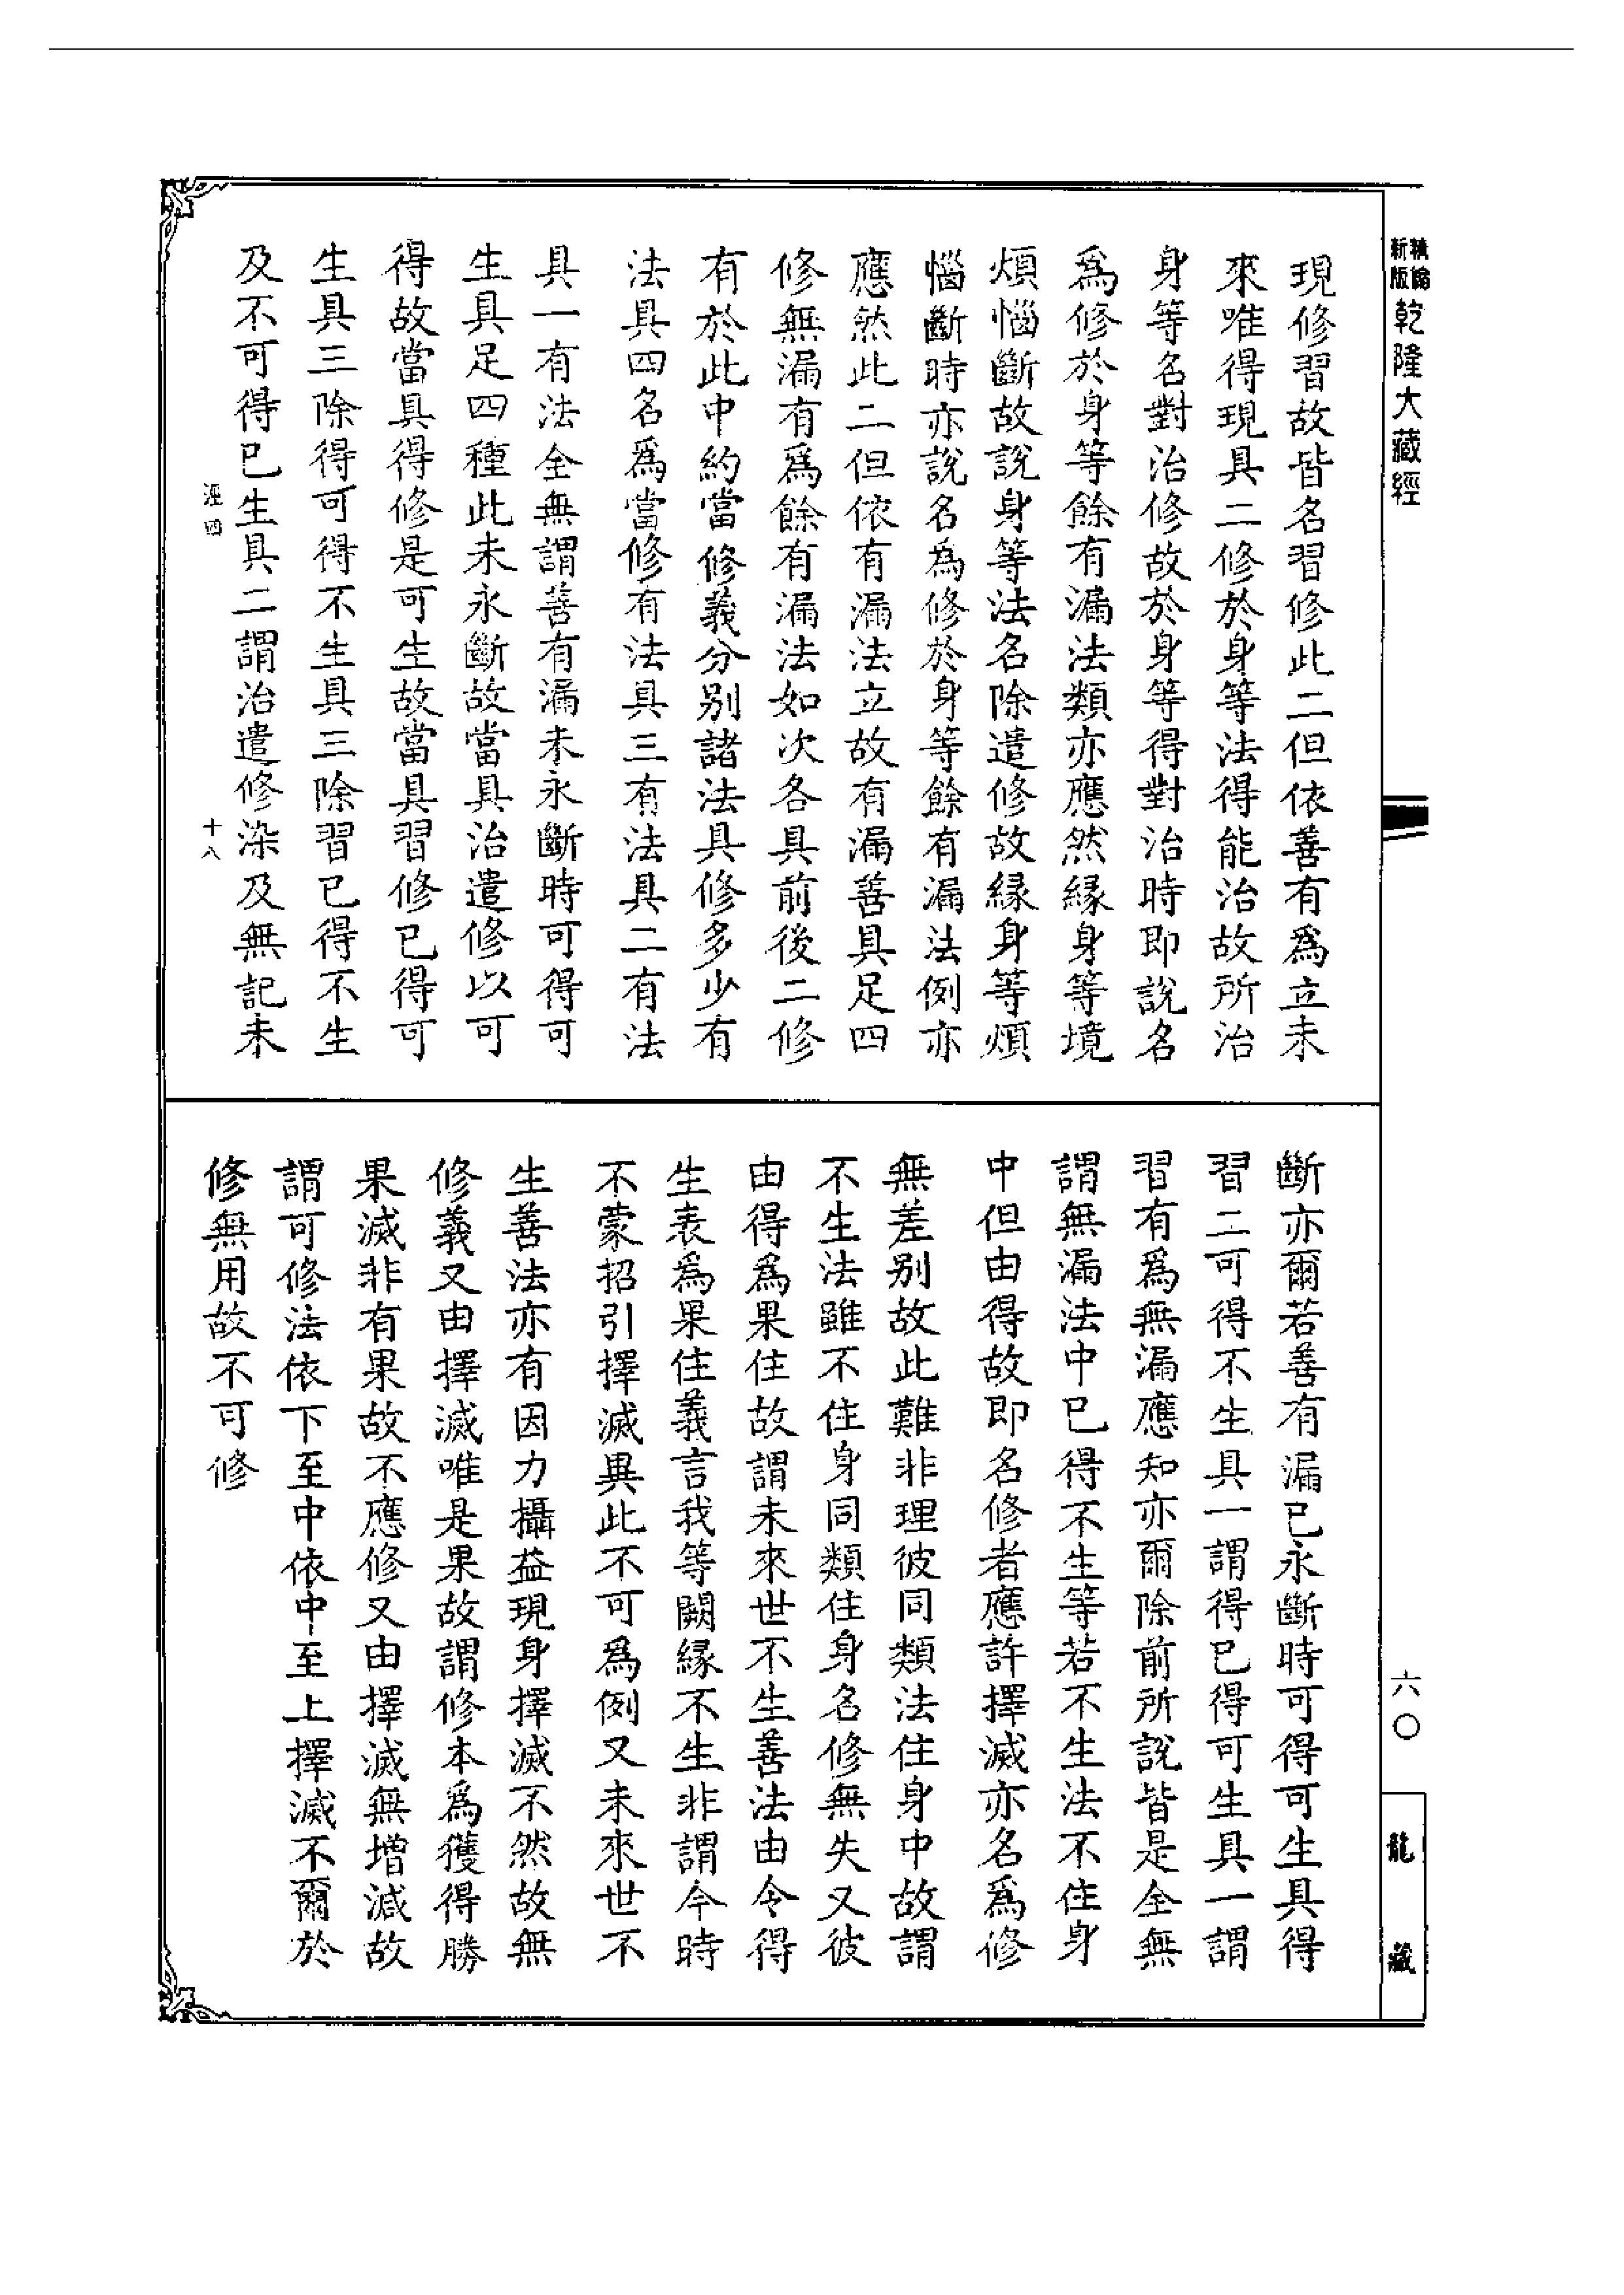 精縮新版乾隆大藏經
現修習故皆名習修此二但依善有爲立未
來唯得現具二修於身等法得能治故所治
身等名對治修故於身等得對治時即說名
爲修於身等餘有漏法類亦應然緣身等境
煩惱斷故說身等法名除遣修故緣身等煩
惱斷時亦說名爲修於身等餘有漏法例亦
應然此二但依有漏法立故有漏善具足四
修無漏有爲餘有漏法如次各具前後二修
有於此中約當修義分別諸法具修多少有
法具四名爲當修有法具三有法具二有法
具一有法全無謂善有漏未永斷時可得可
生具足四種此未永斷故當具治遣修以可
得故當具得修是可生故當具習修已得可
生具三除得可得不生具三除習已得不生
及不可得已生具二謂治遣修染及無記未
十八
斷亦爾若善有漏已永斷時可得可生具得
習二可得不生具一謂得已得可生具一謂
習有爲無漏應知亦爾除前所說皆是全無
謂無漏法中已得不生等若不生法不住身
中但由得故即名修者應許擇滅亦名爲修
無差別故此難非理彼同類法住身中故謂
不生法雖不住身同類住身名修無失又彼
由得爲果住故謂未來世不生善法由令得
生表爲果住義言我等闕緣不生非謂今時
不蒙招引擇滅異此不可爲例又未來世不
生善法亦有因力攝益現身擇滅不然故無
修義又由擇滅唯是果故謂修本爲獲得勝
果滅非有果故不應修又由擇滅無增減故
謂可修法依下至中依中至上擇滅不爾於
修無用故不可修
六〇
龍藏